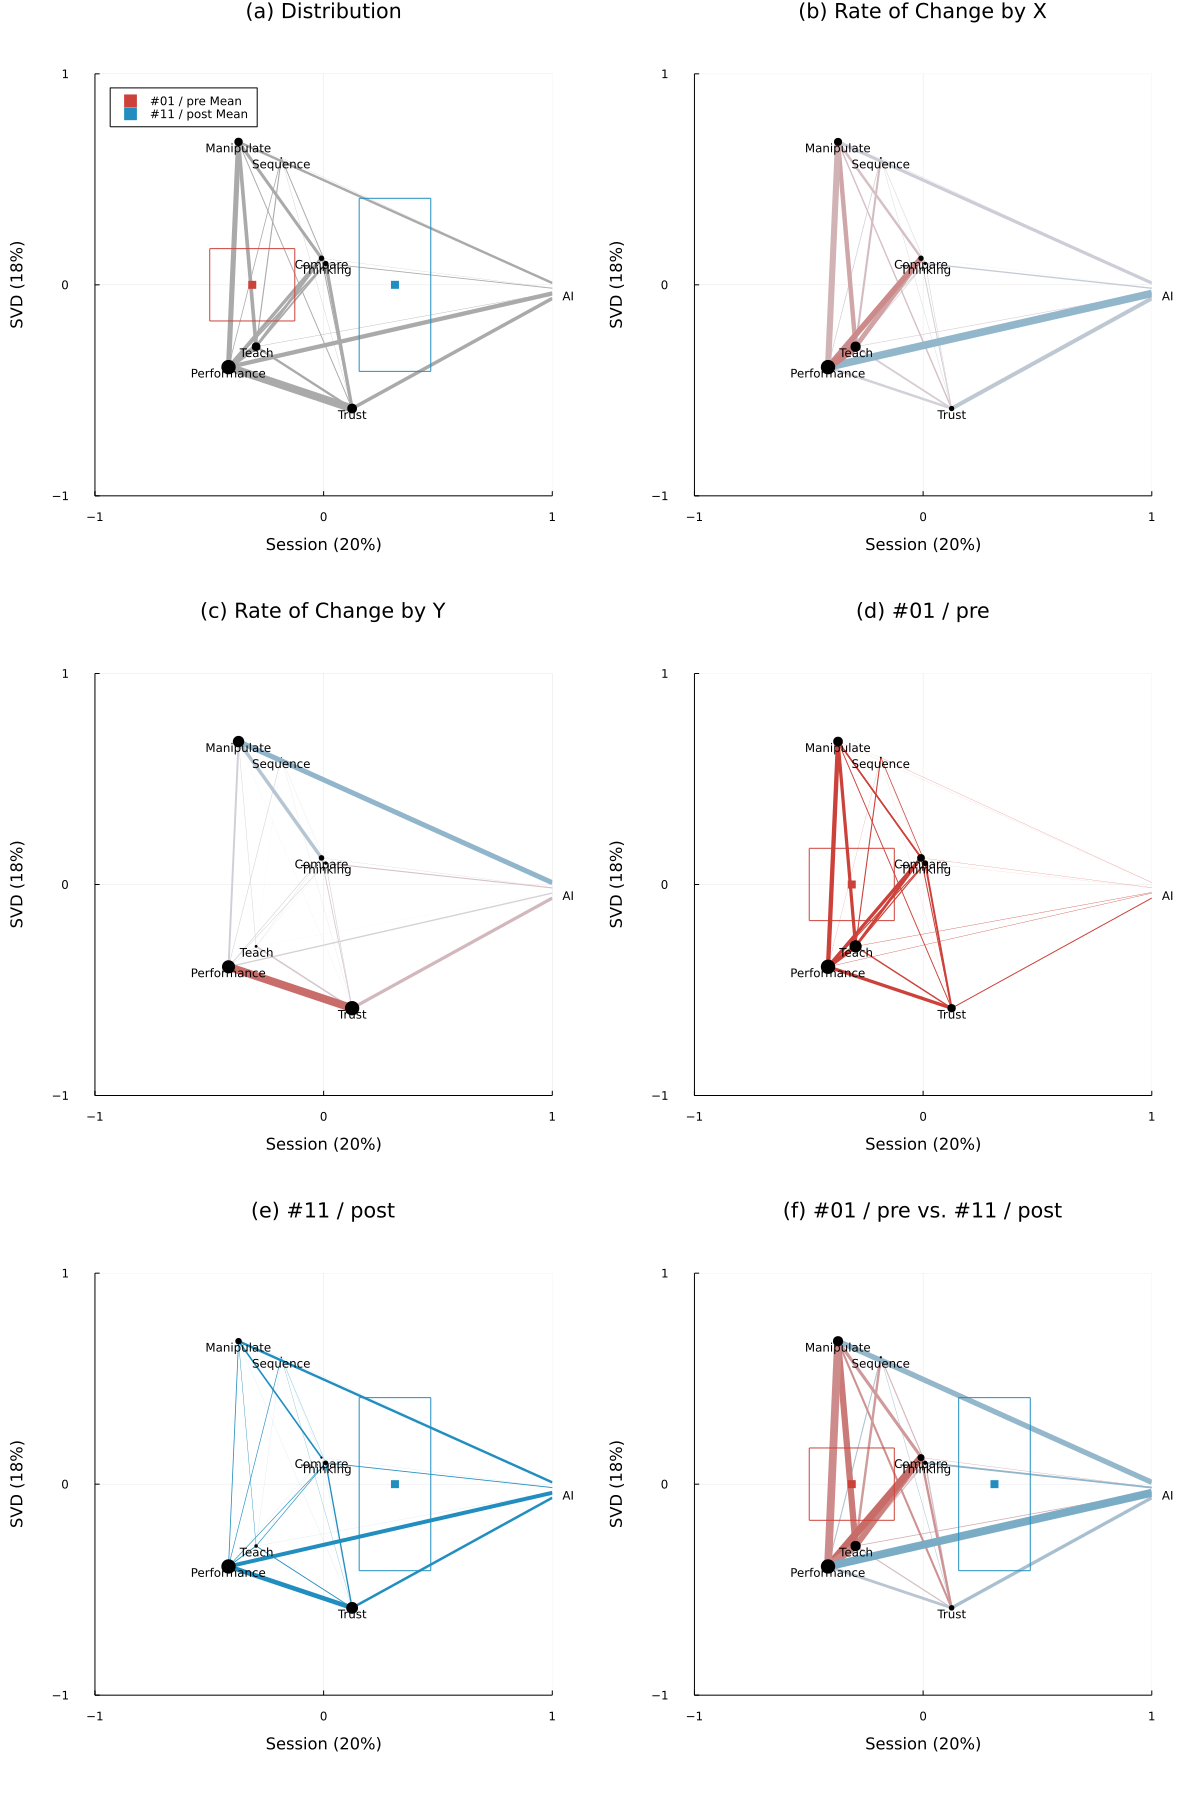 (a) Distribution
1
#01 / pre Mean
#11 / post Mean
Manipulate
Sequence
Compare
Thinking
0
AI
Teach
Performance
Trust
−1
−1 0 1
SVD (18%)
Session (20%)
(b) Rate of Change by X
1
Manipulate
Sequence
Compare
Thinking
0
AI
Teach
Performance
Trust
−1
−1 0 1
SVD (18%)
Session (20%)
(c) Rate of Change by Y
1
Manipulate
Sequence
Compare
Thinking
0
AI
Teach
Performance
Trust
−1
−1 0 1
SVD (18%)
Session (20%)
(d) #01 / pre
1
Manipulate
Sequence
Compare
Thinking
0
AI
Teach
Performance
Trust
−1
−1 0 1
SVD (18%)
Session (20%)
(e) #11 / post
1
Manipulate
Sequence
Compare
Thinking
0
AI
Teach
Performance
Trust
−1
−1 0 1
SVD (18%)
Session (20%)
(f) #01 / pre vs. #11 / post
1
Manipulate
Sequence
Compare
Thinking
0
AI
Teach
Performance
Trust
−1
−1 0 1
SVD (18%)
Session (20%)